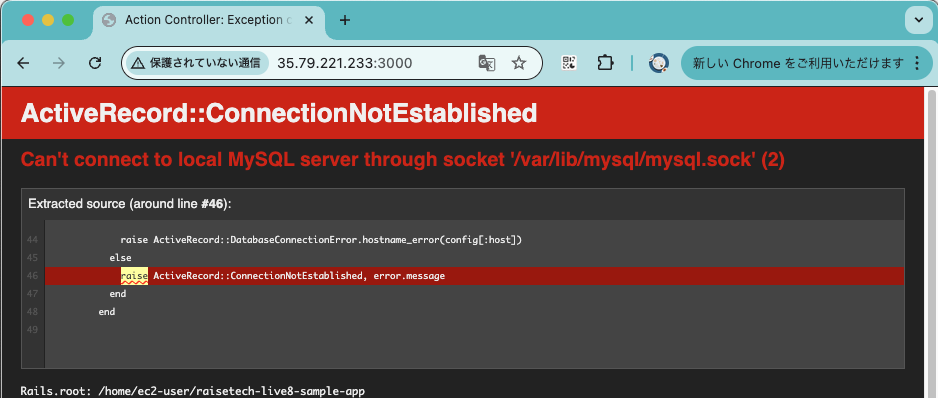 Action Controller: Exception c
保護されていない通信
35.79.221.233:3000
新しい Chrome をご利用いただけます
ActiveRecord::ConnectionNotEstablished
Can't connect to local MySQL server through socket '/var/lib/mysql/mysql.sock' (2)
Extracted source (around line #46):
44 raise ActiveRecord::DatabaseConnectionError.hostname_error(config[:host])
45 else
46 raise ActiveRecord::ConnectionNotEstablished, error.message
47 end
48 end
49
Rails.root: /home/ec2-user/raisetech-live8-sample-app